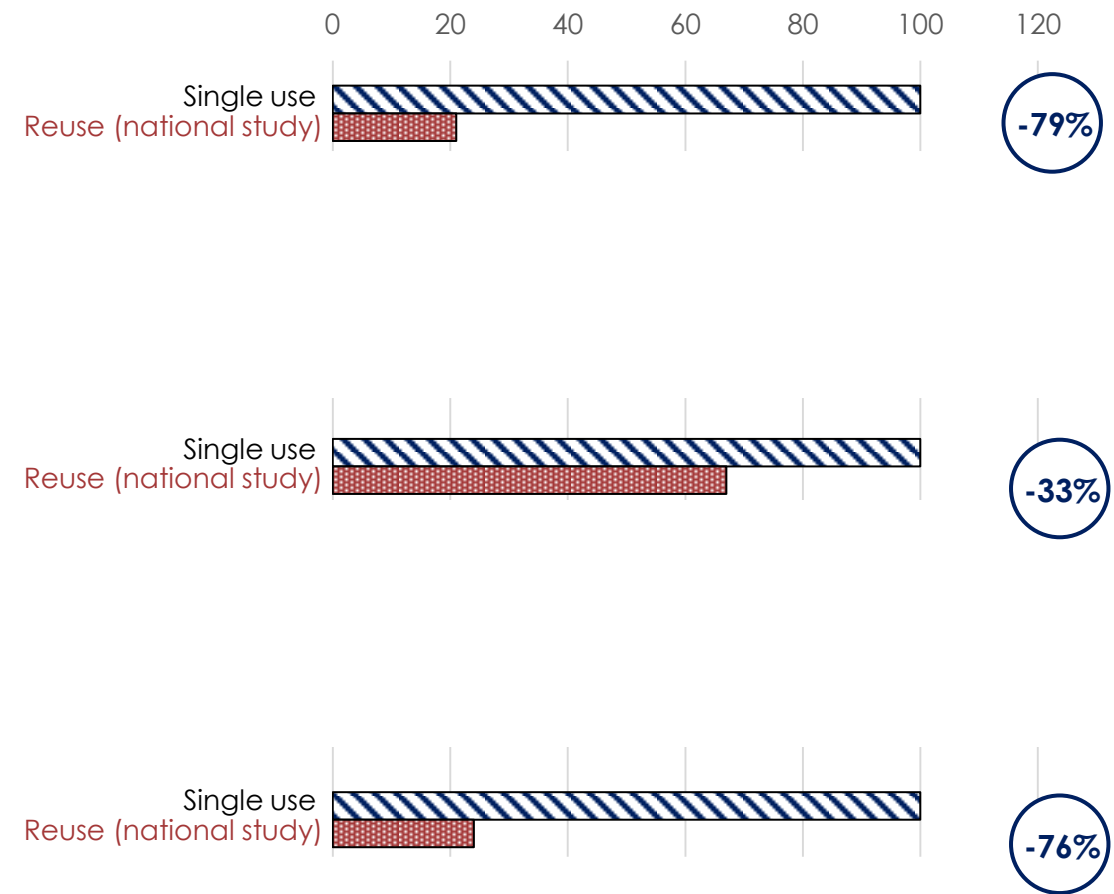 0 20 40 60 80 100 120
Single use
Reuse (national study)
-79%
Single use
Reuse (national study)
-33%
Single use
Reuse (national study)
-76%